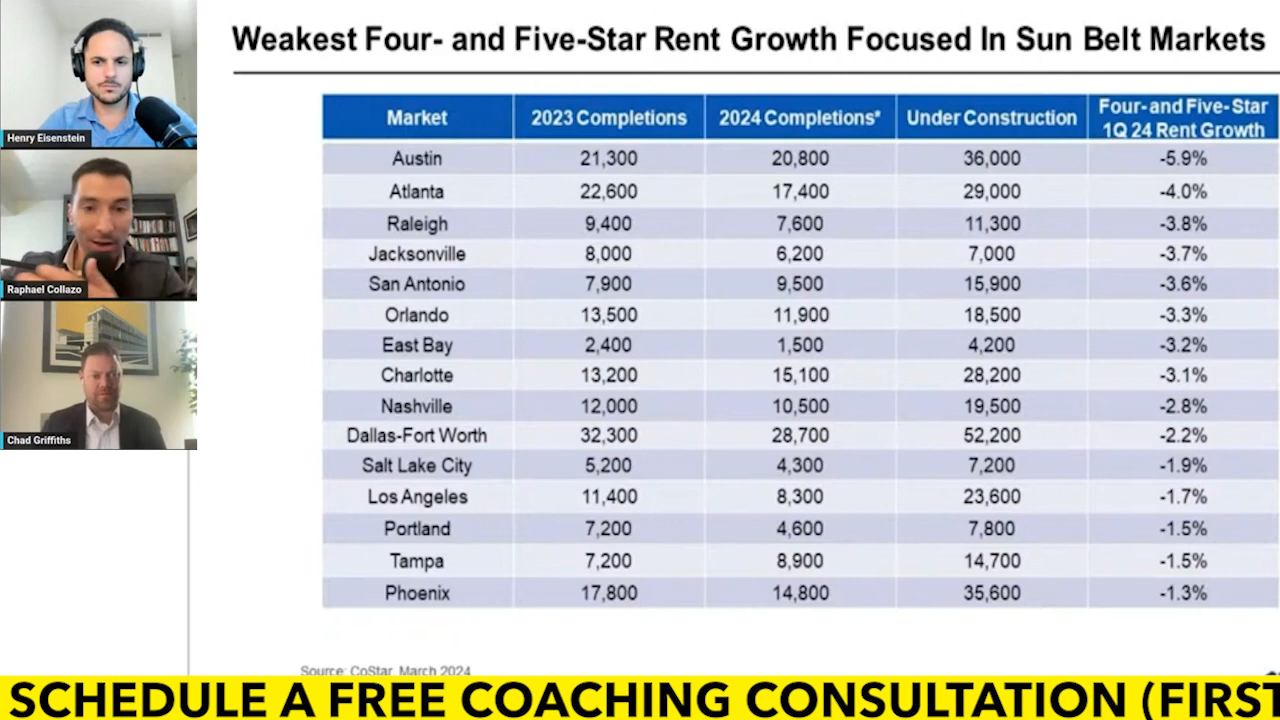 Weakest Four- and Five-Star Rent Growth Focused In Sun Belt Markets
Henry Eisenstein
Raphael Collazo
Chad Griffiths
Market 2023 Completions 2024 Completions* Under Construction Four- and Five-Star
1Q 24 Rent Growth
Austin 21,300 20,800 36,000 -5.9%
Atlanta 22,600 17,400 29,000 -4.0%
Raleigh 9,400 7,600 11,300 -3.8%
Jacksonville 8,000 6,200 7,000 -3.7%
San Antonio 7,900 9,500 15,900 -3.6%
Orlando 13,500 11,900 18,500 -3.3%
East Bay 2,400 1,500 4,200 -3.2%
Charlotte 13,200 15,100 28,200 -3.1%
Nashville 12,000 10,500 19,500 -2.8%
Dallas-Fort Worth 32,300 28,700 52,200 -2.2%
Salt Lake City 5,200 4,300 7,200 -1.9%
Los Angeles 11,400 8,300 23,600 -1.7%
Portland 7,200 4,600 7,800 -1.5%
Tampa 7,200 8,900 14,700 -1.5%
Phoenix 17,800 14,800 35,600 -1.3%
Source: CoStar, March 2024
SCHEDULE A FREE COACHING CONSULTATION (FIRST